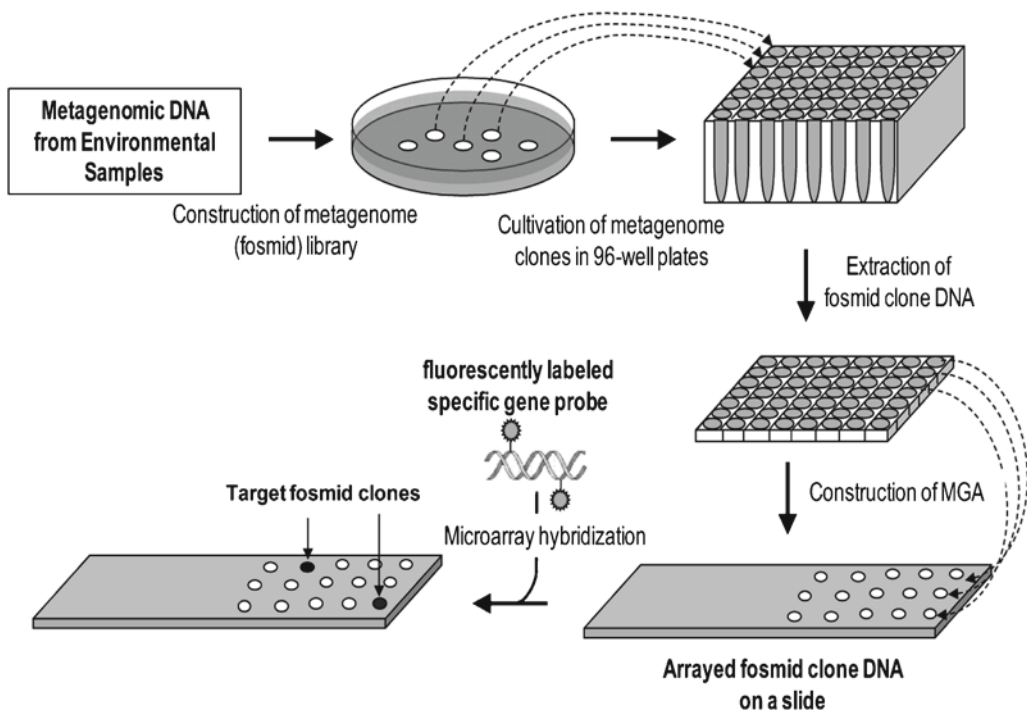 Metagenomic DNA
from Environmental
Samples
Construction of metagenome
(fosmid) library
Cultivation of metagenome
clones in 96-well plates
Extraction of
fosmid clone DNA
fluorescently labeled
specific gene probe
Target fosmid clones
Microarray hybridization
Construction of MGA
Arrayed fosmid clone DNA
on a slide